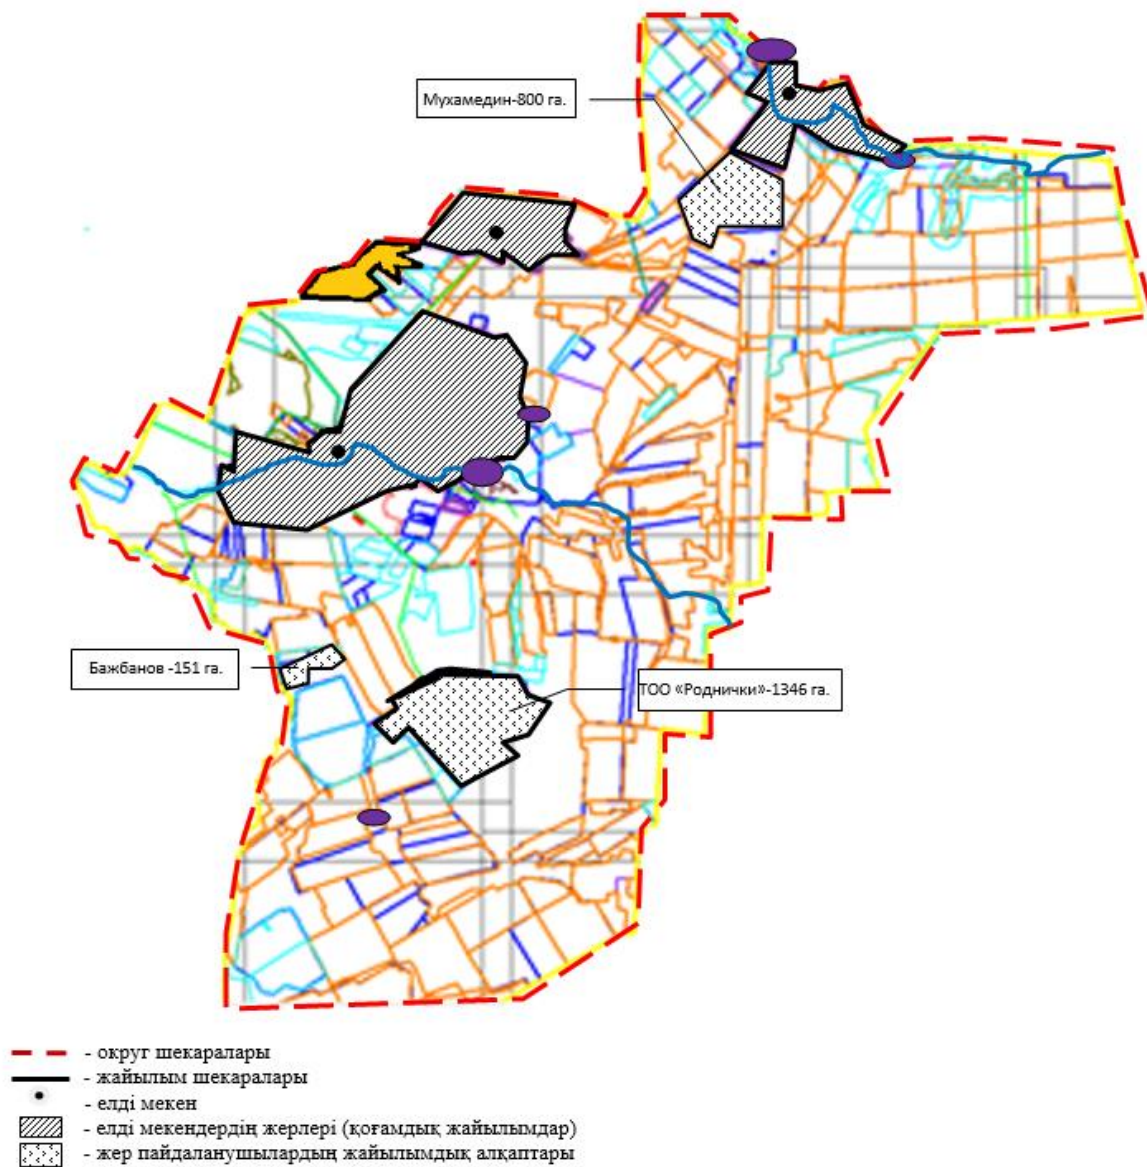 Мухамедин-800 га.
Бажбанов -151 га.
ТОО «Роднички»-1346 га.
- округ шекаралары
- жайылым шекаралары
- елді мекен
- елді мекендердің жерлері (қоғамдық жайылымдар)
- жер пайдаланушылардың жайылымдық алқаптары